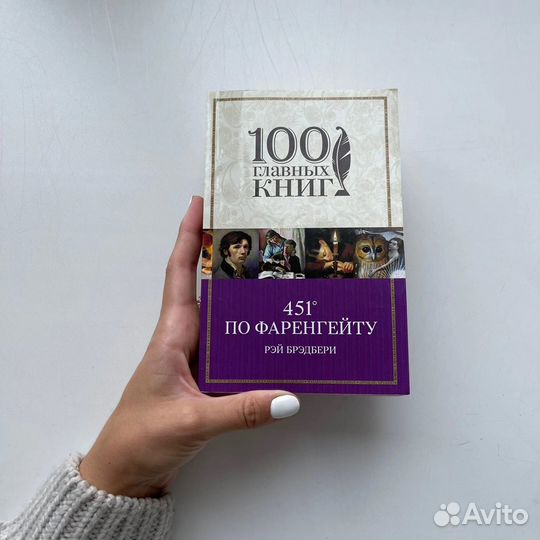 100
ГЛАВНЫХ
КНИГ
451°
ПО ФАРЕНГЕЙТУ
РЭЙ БРЭДБЕРИ
Avito